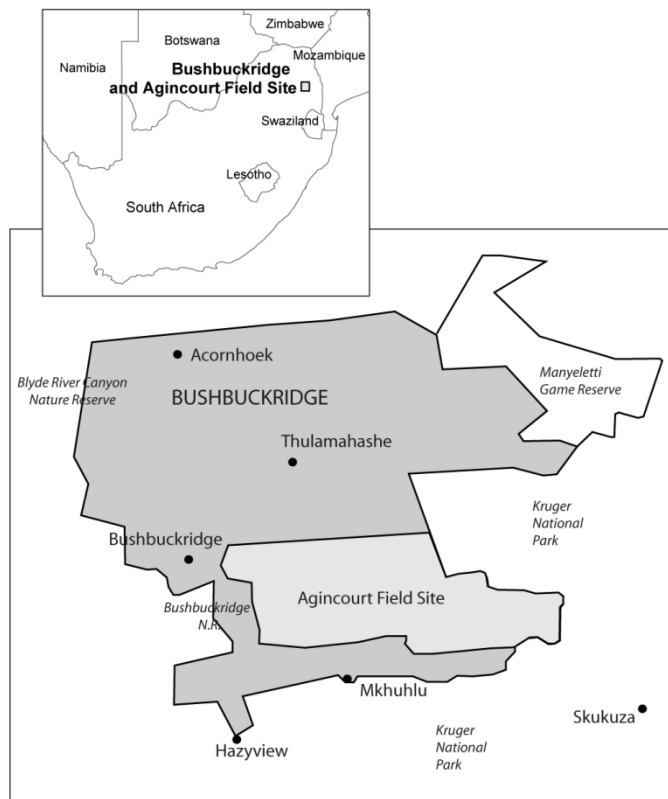 Zimbabwe
Botswana
Mozambique
Namibia
Bushbuckridge
and Agincourt Field Site
Swaziland
Lesotho
South Africa
Acornhoek
Blyde River Canyon
Nature Reserve
Manyeletti
Game Reserve
BUSHBUCKRIDGE
Thulamahashe
Kruger
National
Park
Bushbuckridge
Agincourt Field Site
Bushbuckridge
N.R.
Mkhuhlu
Skukuza
Hazyview
Kruger
National
Park